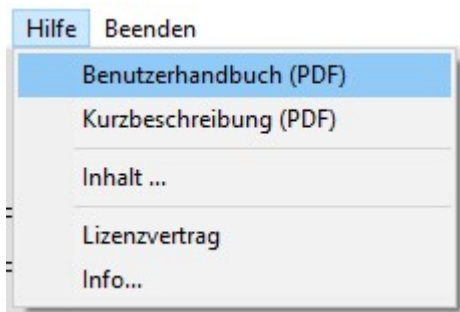 Hilfe Beenden
Benutzerhandbuch (PDF)
Kurzbeschreibung (PDF)
Inhalt ...
Lizenzvertrag
Info...